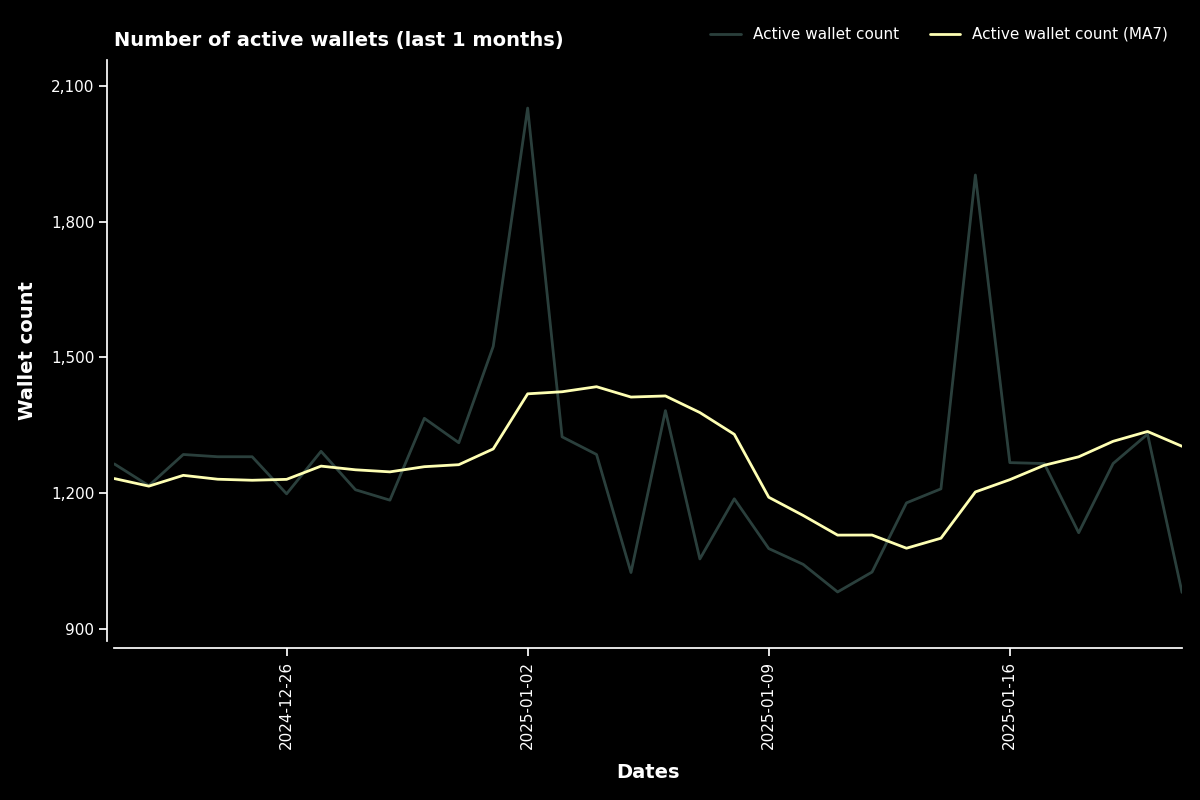 Number of active wallets (last 1 months)
Active wallet count
Active wallet count (MA7)
Wallet count
2,100
1,800
1,500
1,200
900
2024-12-26
2025-01-02
2025-01-09
2025-01-16
Dates